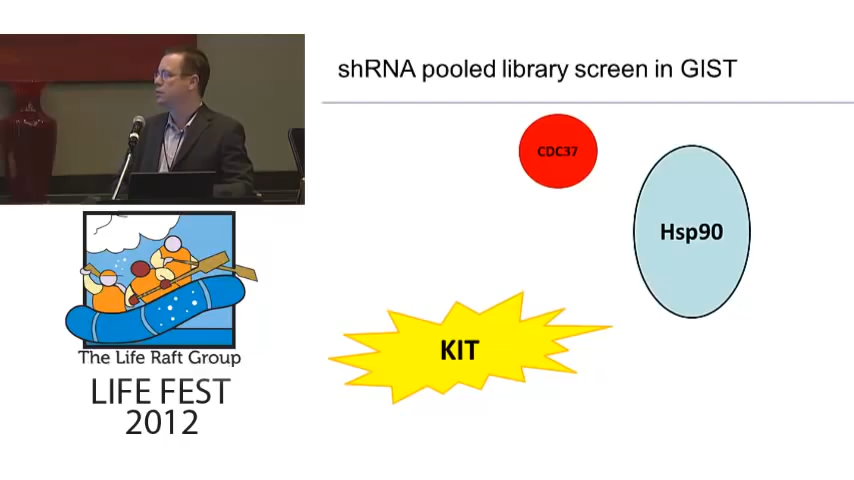 shRNA pooled library screen in GIST
CDC37
Hsp90
KIT
The Life Raft Group
LIFE FEST
2012